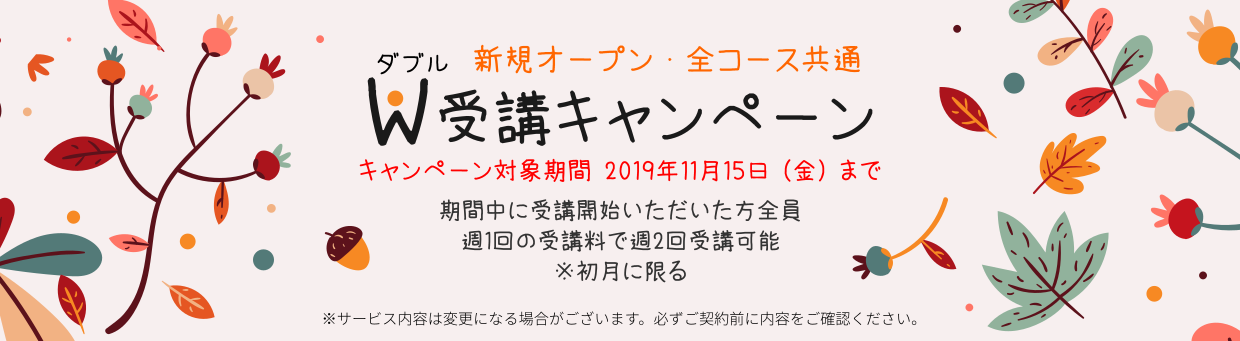 新規オープン・全コース共通
ダブル
W受講キャンペーン
キャンペーン対象期間 2019年11月15日（金）まで
期間中に受講開始いただいた方全員
週1回の受講料で週2回受講可能
※初月に限る
※サービス内容は変更になる場合がございます。必ずご契約前に内容をご確認ください。